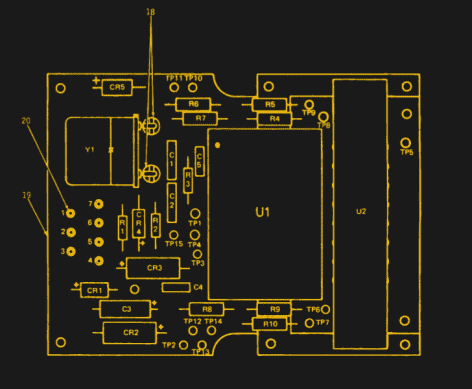 18
TP11 TP10
CR5
R6
R5
TP9
R7
R4
TP8
20
Y1
C1
C5
TP5
R3
19
7
C2
U1
U2
1
6
R1
CR4
R2
TP1
2
5
TP15
TP4
3
4
TP3
CR3
CR1
C4
C3
R8
R9
TP6
TP12 TP14
R10
TP7
CR2
TP2
TP13